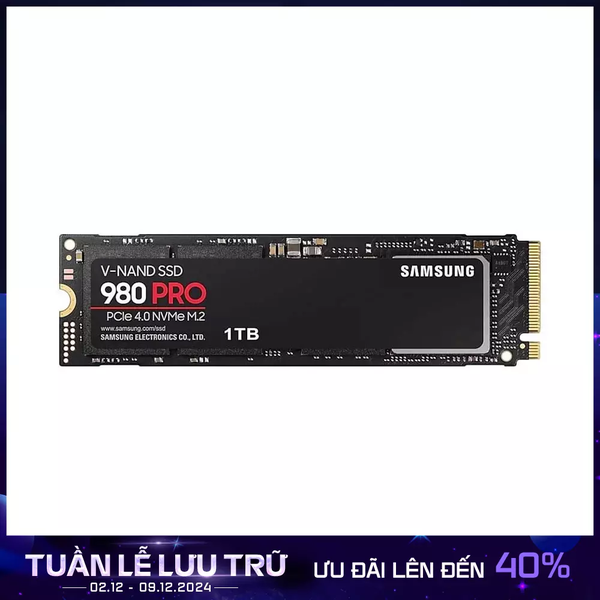 V-NAND SSD
980 PRO
PCIe 4.0 NVMe M.2
www.samsung.com/ssd
SAMSUNG ELECTRONICS CO., LTD.
1TB
SAMSUNG
TUẦN LỄ LƯU TRỮ
02.12 - 09.12.2024
ƯU ĐÃI LÊN ĐẾN 40%